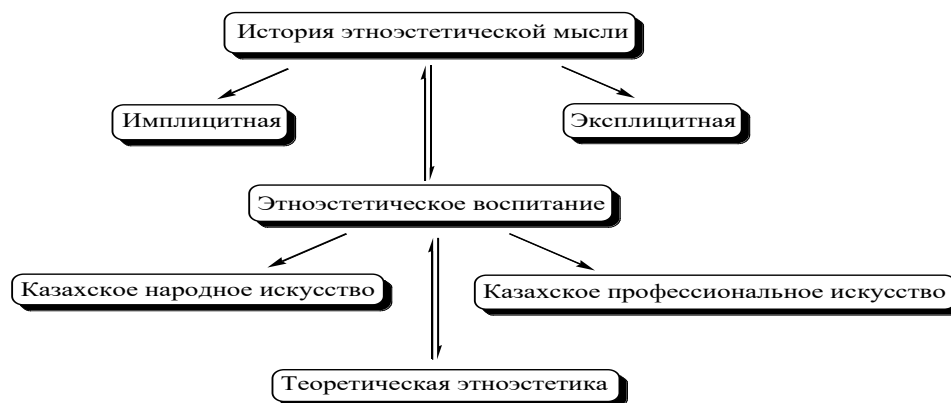 История этноэстетической мысли
Имплицитная
Эксплицитная
Этноэстетическое воспитание
Казахское народное искусство
Казахское профессиональное искусство
Теоретическая этноэстетика